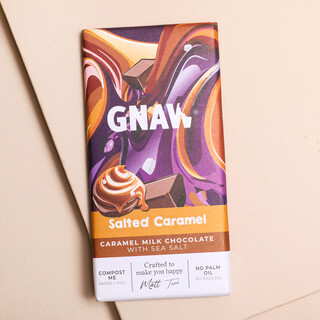 GNAW
Salted Caramel
CARAMEL MILK CHOCOLATE
WITH SEA SALT
COMPOST
ME
Crafted to
make you happy
Matt
NO PALM
OIL